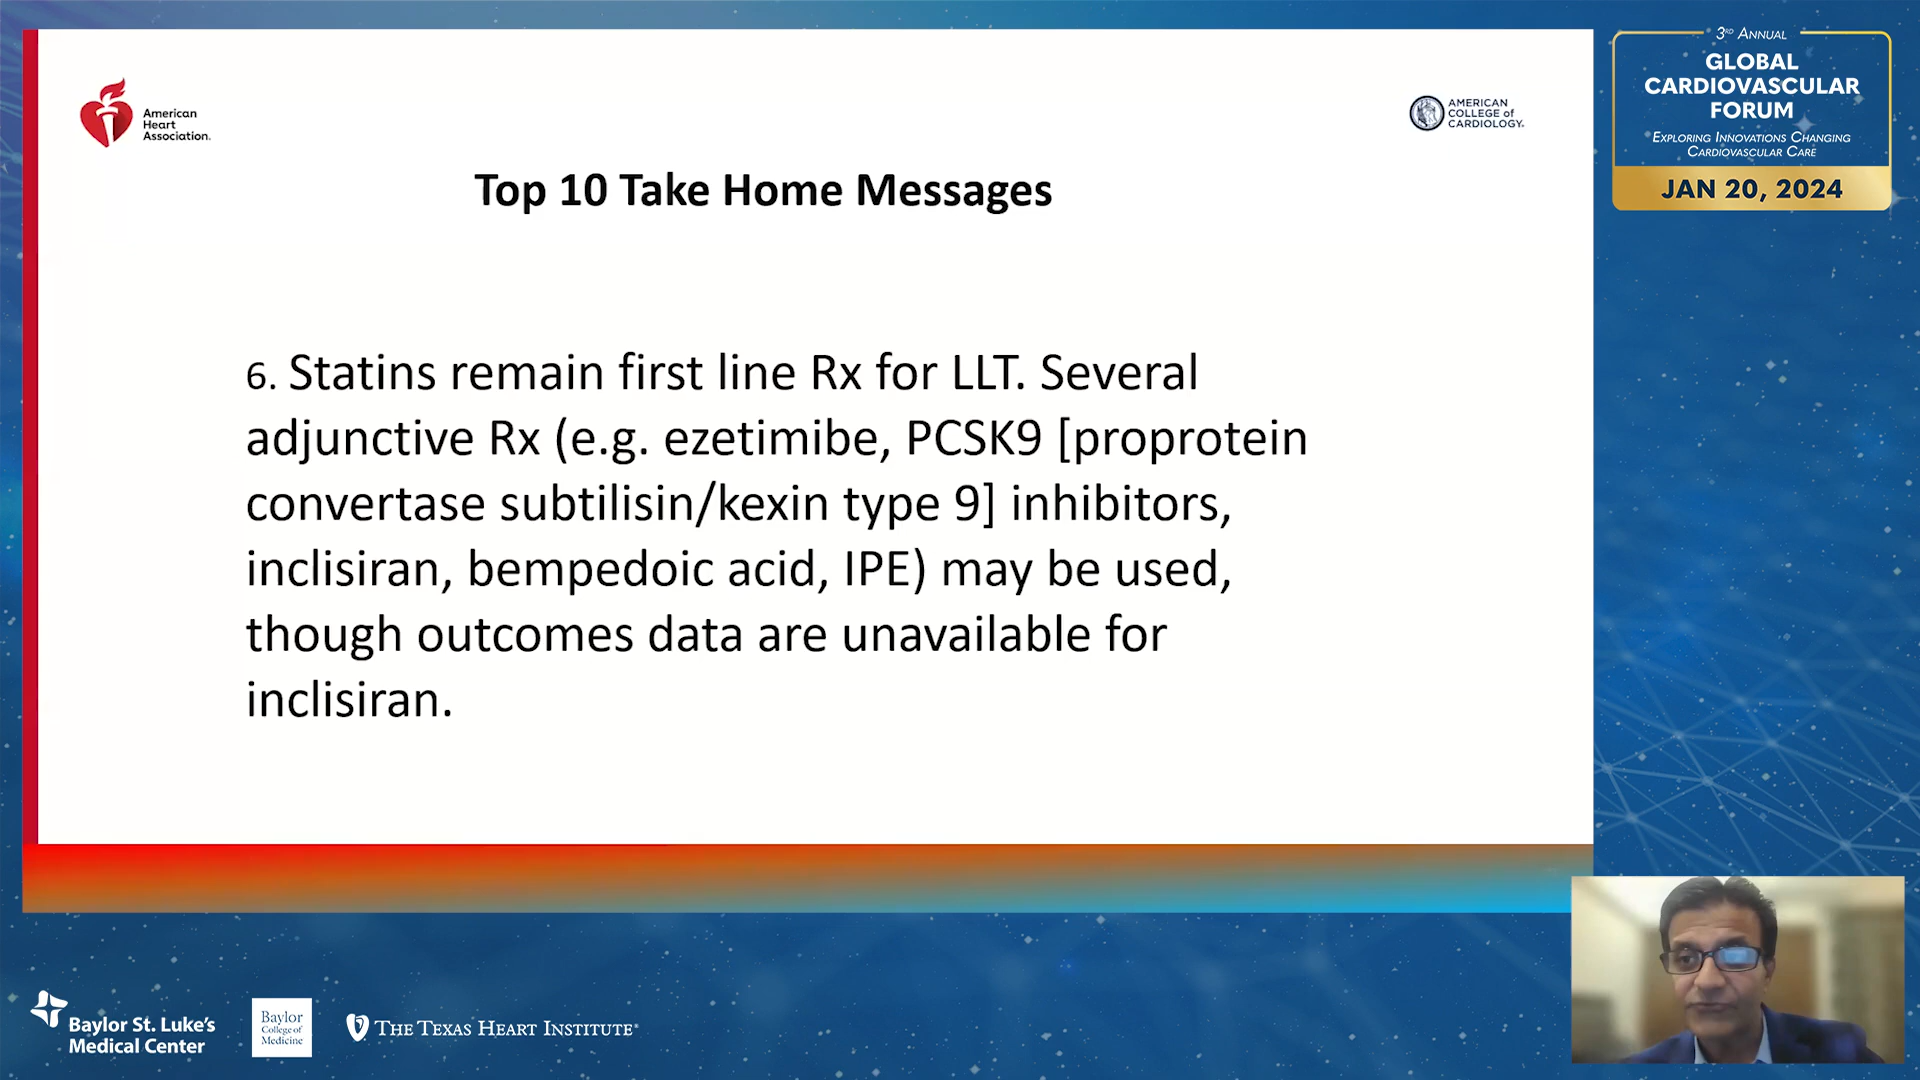 American
Heart
Association.
AMERICAN
COLLEGE of
CARDIOLOGY.
Top 10 Take Home Messages
6. Statins remain first line Rx for LLT. Several
adjunctive Rx (e.g. ezetimibe, PCSK9 [proprotein
convertase subtilisin/kexin type 9] inhibitors,
inclisiran, bempedoic acid, IPE) may be used,
though outcomes data are unavailable for
inclisiran.
3RD ANNUAL
GLOBAL
CARDIOVASCULAR
FORUM
EXPLORING INNOVATIONS CHANGING
CARDIOVASCULAR CARE
JAN 20, 2024
Baylor St. Luke's
Medical Center
Baylor
College of
Medicine
THE TEXAS HEART INSTITUTE